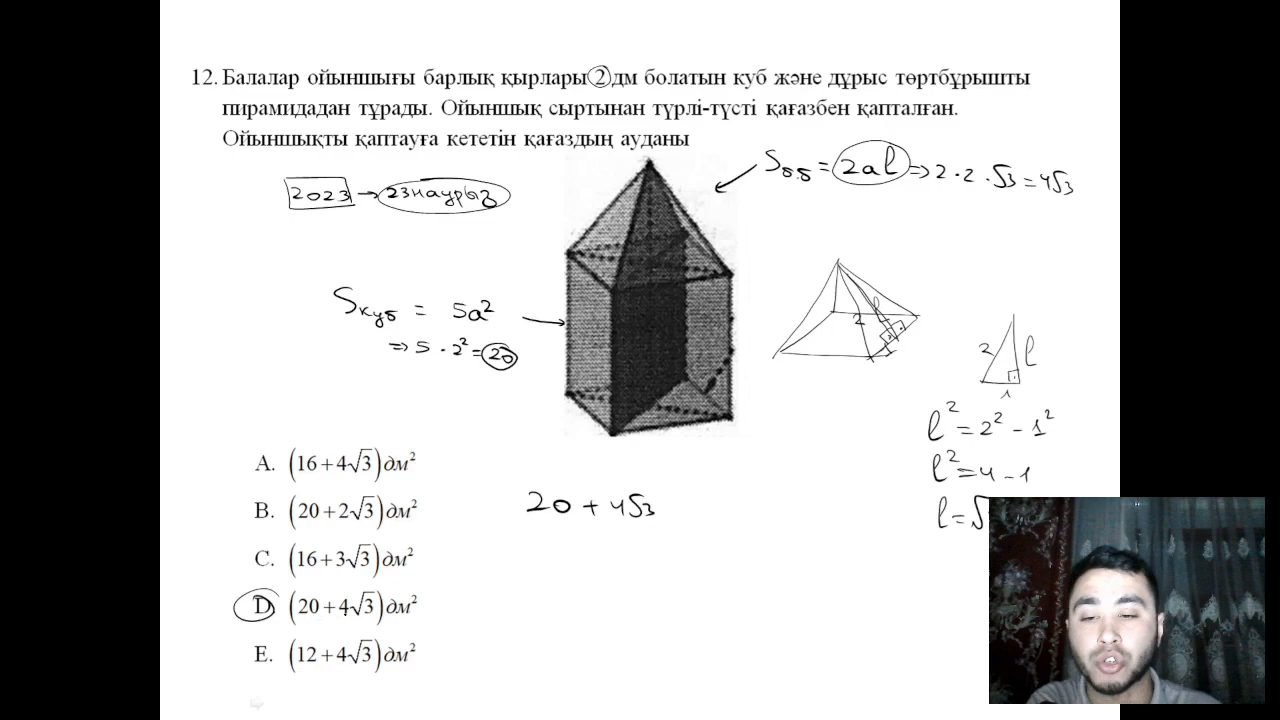 12. Балалар ойыншығы барлық қырлары 2 дм болатын куб және дұрыс төртбұрышты
пирамидадан тұрады. Ойыншық сыртынан түрлі-түсті қағазбен қапталған.
Ойыншықты қаптауға кететін қағаздың ауданы
2023 → 23 наурыз
Sб.б = 2al ⇒ 2 · 2 · √3 = 4√3
Sкуб = 5a²
⇒ 5 · 2² = 20
2
l
1
2
l
1
l² = 2² - 1²
l² = 4 - 1
l = √
A. (16+4√3) дм²
B. (20+2√3) дм²
C. (16+3√3) дм²
D. (20+4√3) дм²
E. (12+4√3) дм²
20 + 4√3